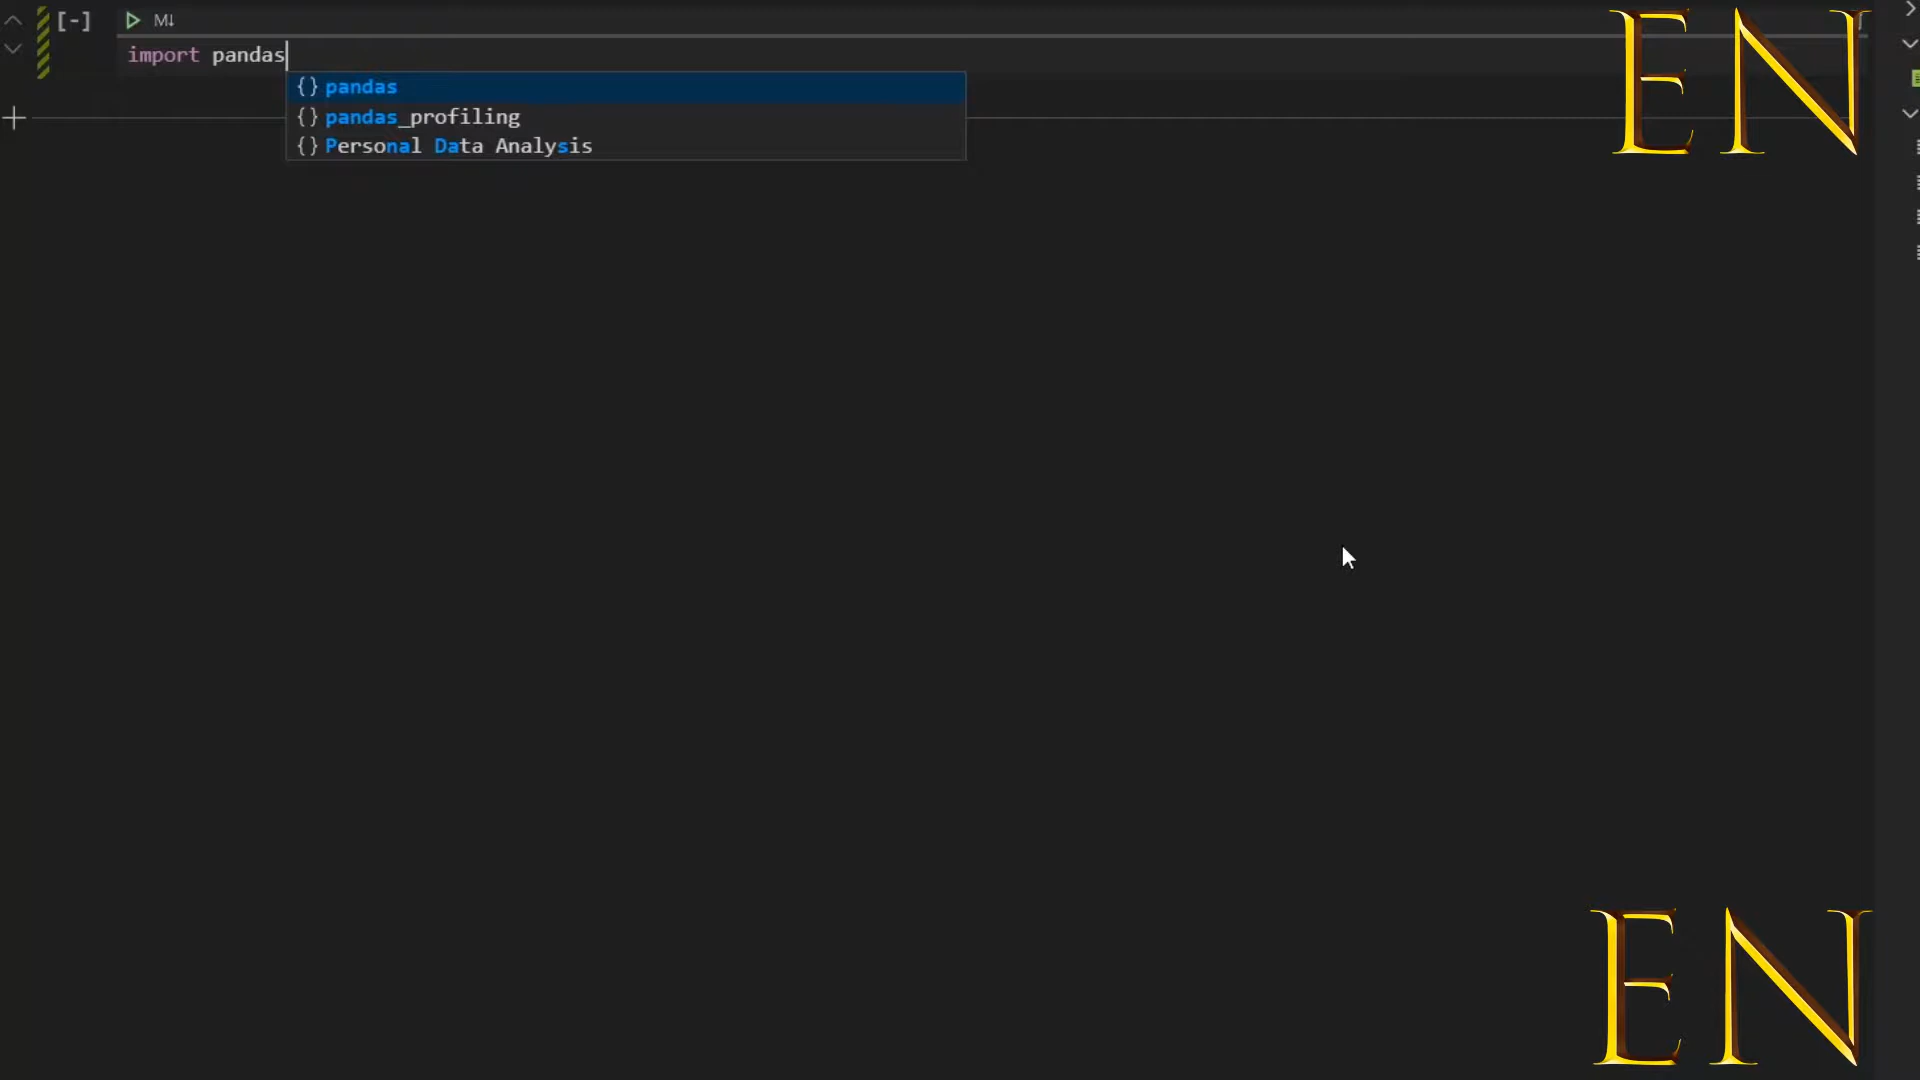 [-] M↓
EN
import pandas
{} pandas
{} pandas_profiling
{} Personal Data Analysis
EN